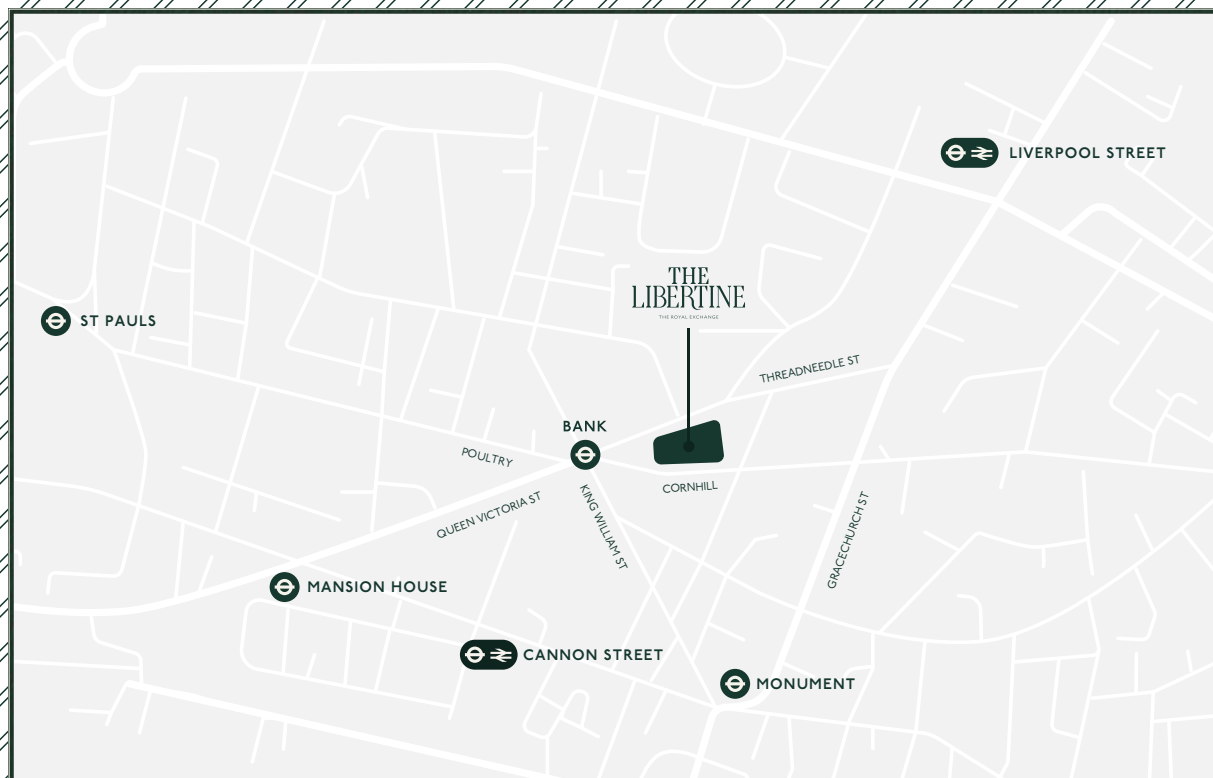 LIVERPOOL STREET
THE
LIBERTINE
THE ROYAL EXCHANGE
ST PAULS
THREADNEEDLE ST
BANK
POULTRY
CORNHILL
QUEEN VICTORIA ST
KING WILLIAM ST
GRACECHURCH ST
MANSION HOUSE
CANNON STREET
MONUMENT